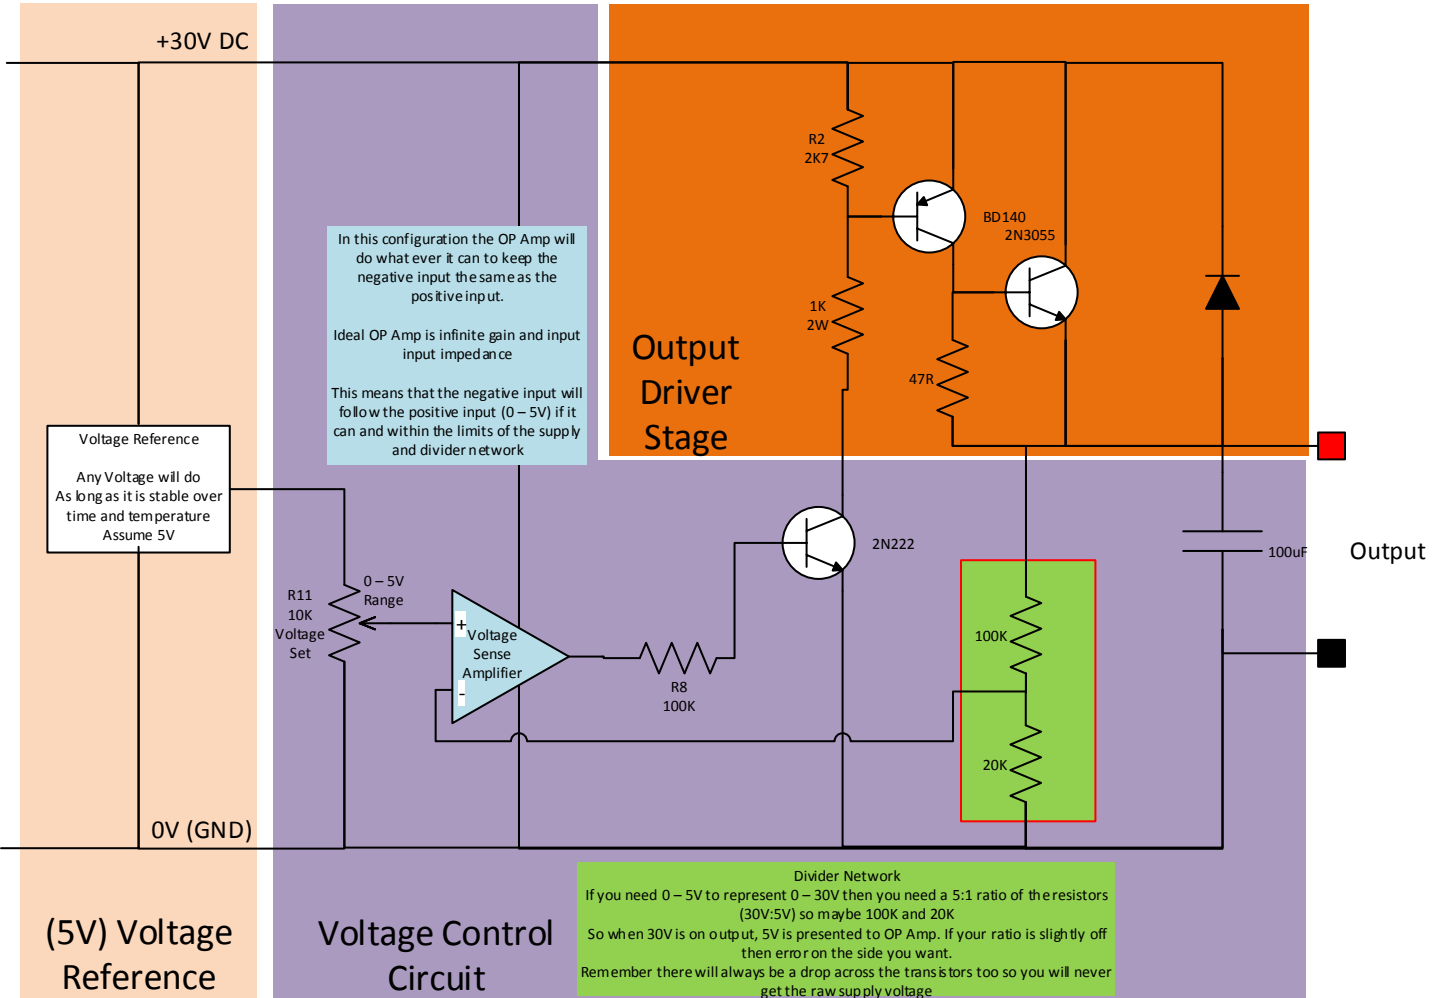 +30V DC
R2
2K7
BD140
2N3055
In this configuration the OP Amp will
do what ever it can to keep the
negative input the same as the
positive input.
Ideal OP Amp is infinite gain and input
input impedance
This means that the negative input will
follow the positive input (0 – 5V) if it
can and within the limits of the supply
and divider network
1K
2W
Output
Driver
Stage
47R
Voltage Reference
Any Voltage will do
As long as it is stable over
time and temperature
Assume 5V
2N222
100uF
Output
R11
10K
Voltage
Set
0 – 5V
Range
+
Voltage
Sense
Amplifier
-
R8
100K
100K
20K
0V (GND)
Divider Network
If you need 0 – 5V to represent 0 – 30V then you need a 5:1 ratio of the resistors
(30V:5V) so maybe 100K and 20K
So when 30V is on output, 5V is presented to OP Amp. If your ratio is slightly off
then error on the side you want.
Remember there will always be a drop across the transistors too so you will never
get the raw supply voltage
(5V) Voltage
Reference
Voltage Control
Circuit